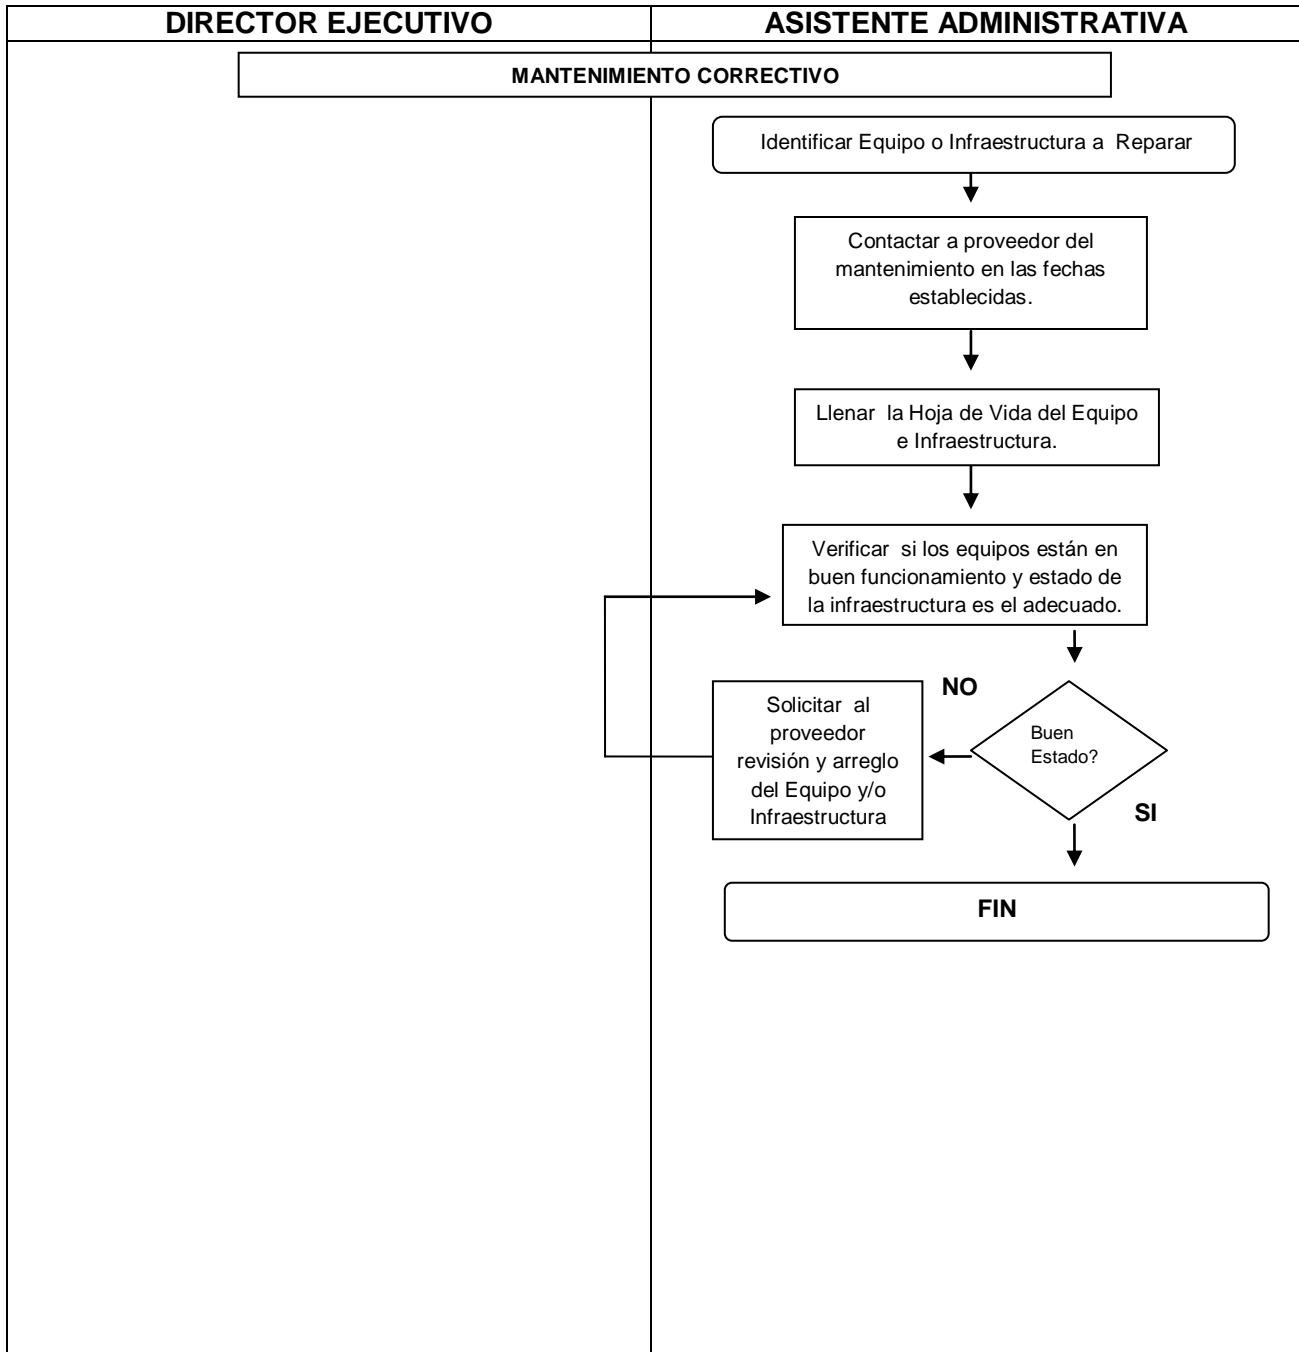 DIRECTOR EJECUTIVO
ASISTENTE ADMINISTRATIVA
MANTENIMIENTO CORRECTIVO
Identificar Equipo o Infraestructura a Reparar
Contactar a proveedor del
mantenimiento en las fechas
establecidas.
Llenar la Hoja de Vida del Equipo
e Infraestructura.
Verificar si los equipos están en
buen funcionamiento y estado de
la infraestructura es el adecuado.
NO
Solicitar al
proveedor
revisión y arreglo
del Equipo y/o
Infraestructura
Buen
Estado?
SI
FIN